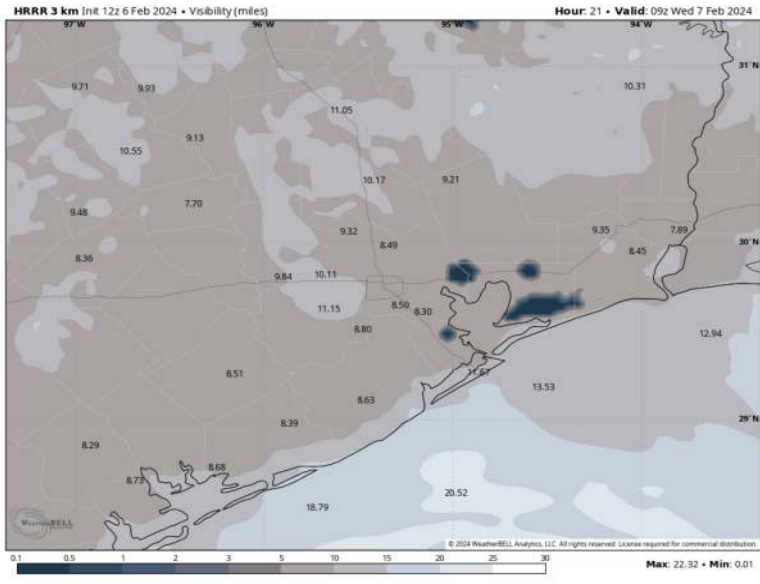 HRRR 3 km Init 12z 6 Feb 2024 • Visibility (miles)
Hour: 21 • Valid: 09z Wed 7 Feb 2024
97°W 96°W 95°W 94°W
31°N
9.71 9.93 10.31
11.05
9.13
10.55
10.17 9.21
7.70
9.48
9.32 9.35 7.89
8.49 8.45 30°N
8.36
9.84 10.11
11.15 8.50 8.30
8.80 12.94
8.51 11.67
13.53
8.63
8.39 29°N
8.29
8.73 8.68
18.79 20.52
WeatherBELL
© 2024 WeatherBELL Analytics, LLC. All rights reserved. License required for commercial distribution.
0.1 0.5 1 2 3 5 10 15 20 25 30
Max: 22.32 • Min: 0.01